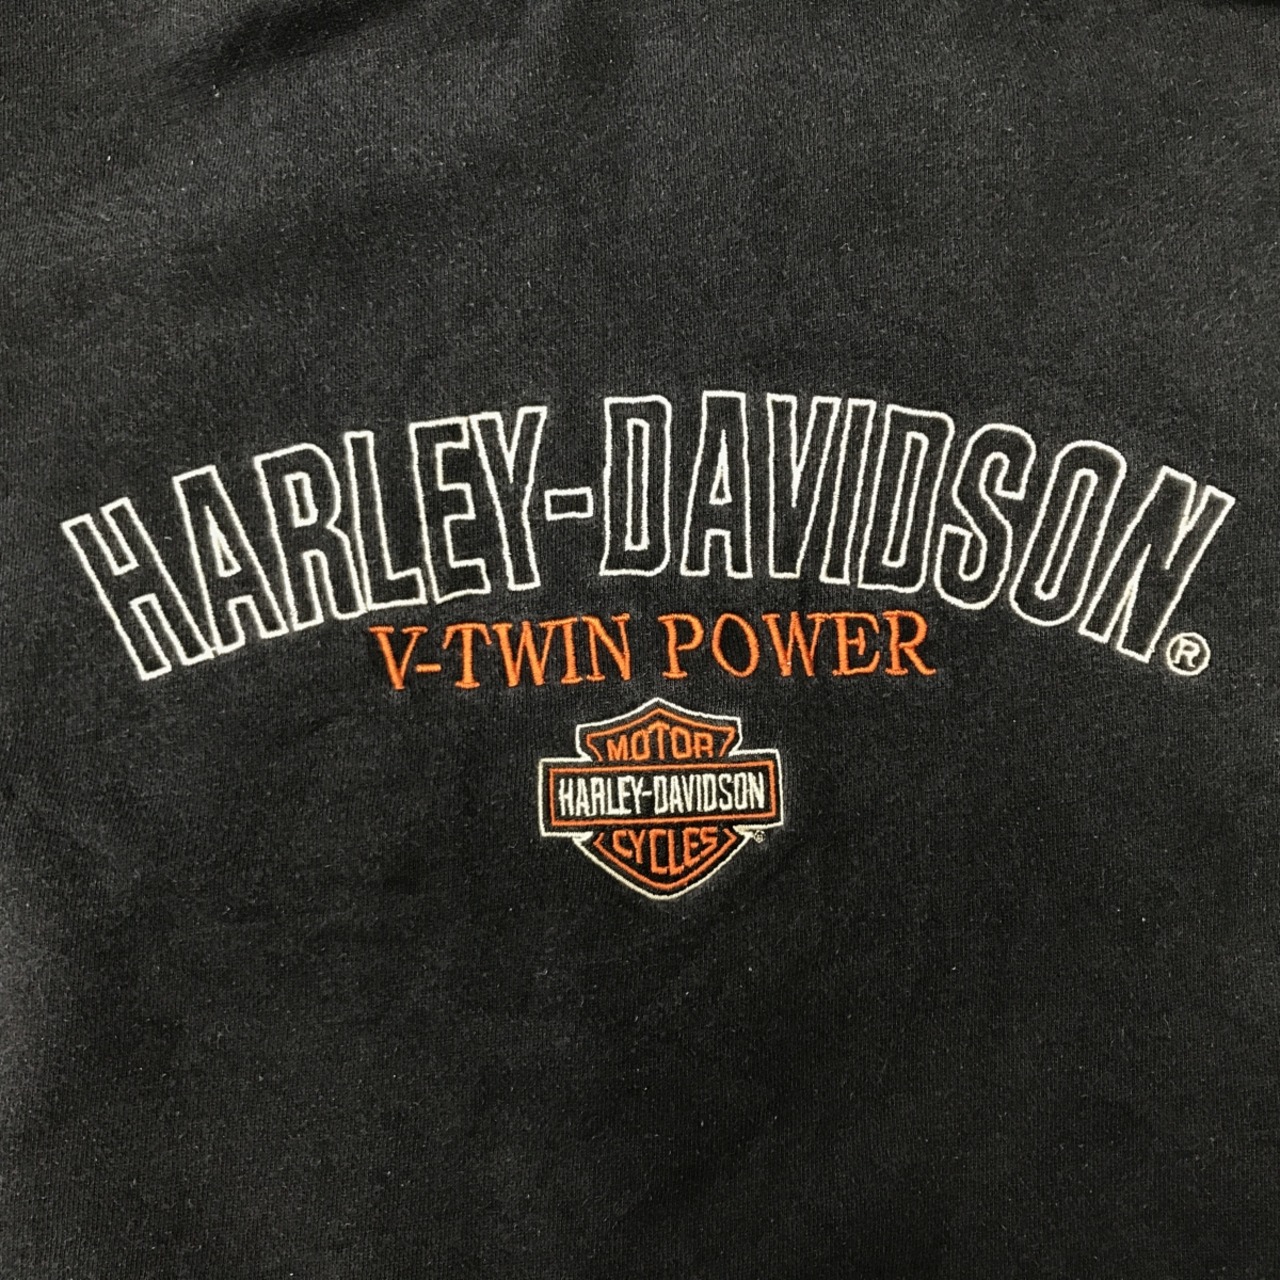 HARLEY-DAVIDSON®
V-TWIN POWER
MOTOR
HARLEY-DAVIDSON
CYCLES®